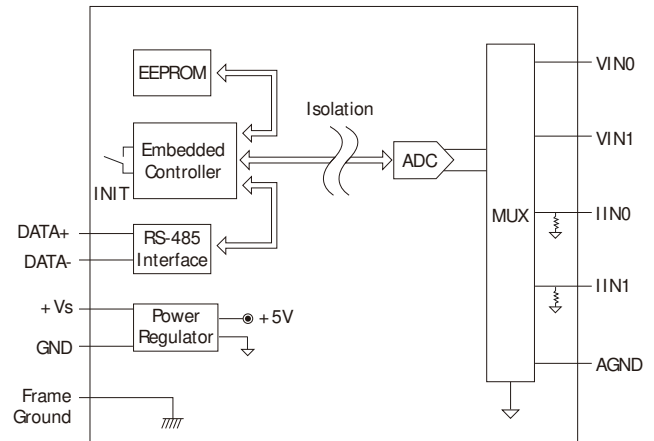 EEPROM
Isolation
VIN0
Embedded
Controller
INIT
ADC
VIN1
MUX
IIN0
DATA+
DATA-
RS-485
Interface
IIN1
+Vs
GND
Power
Regulator
+5V
AGND
Frame
Ground